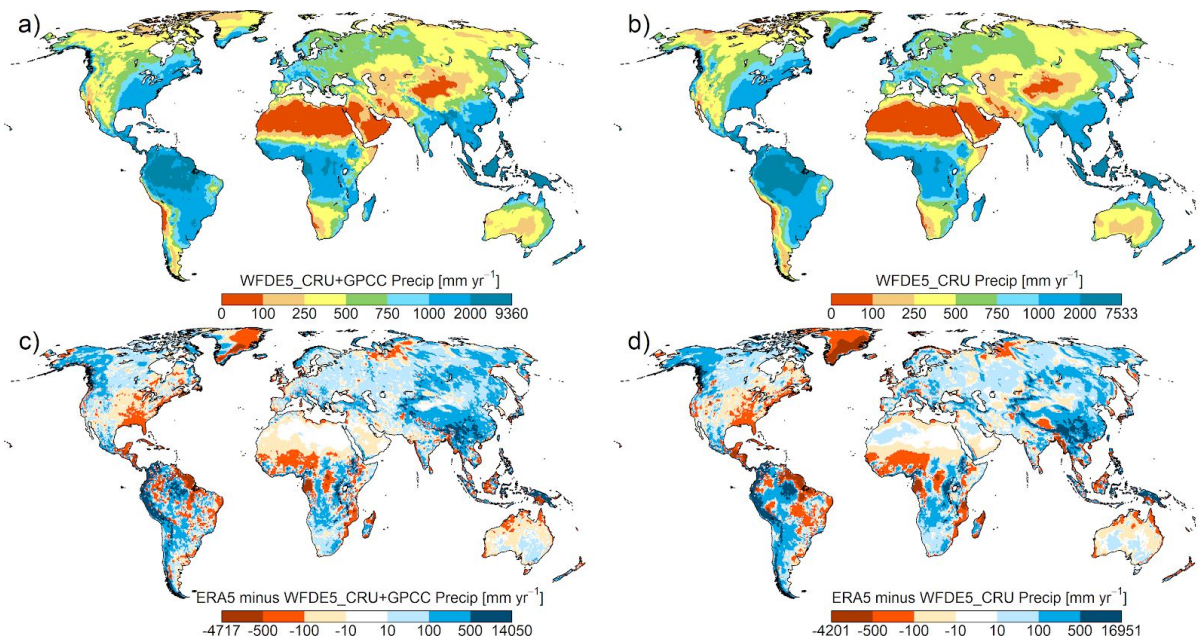 a)
b)
WFDE5_CRU+GPCC Precip [mm yr⁻¹]
0 100 250 500 750 1000 2000 9360
WFDE5_CRU Precip [mm yr⁻¹]
0 100 250 500 750 1000 2000 7533
c)
d)
ERA5 minus WFDE5_CRU+GPCC Precip [mm yr⁻¹]
-4717 -500 -100 -10 10 100 500 14050
ERA5 minus WFDE5_CRU Precip [mm yr⁻¹]
-4201 -500 -100 -10 10 100 500 16951